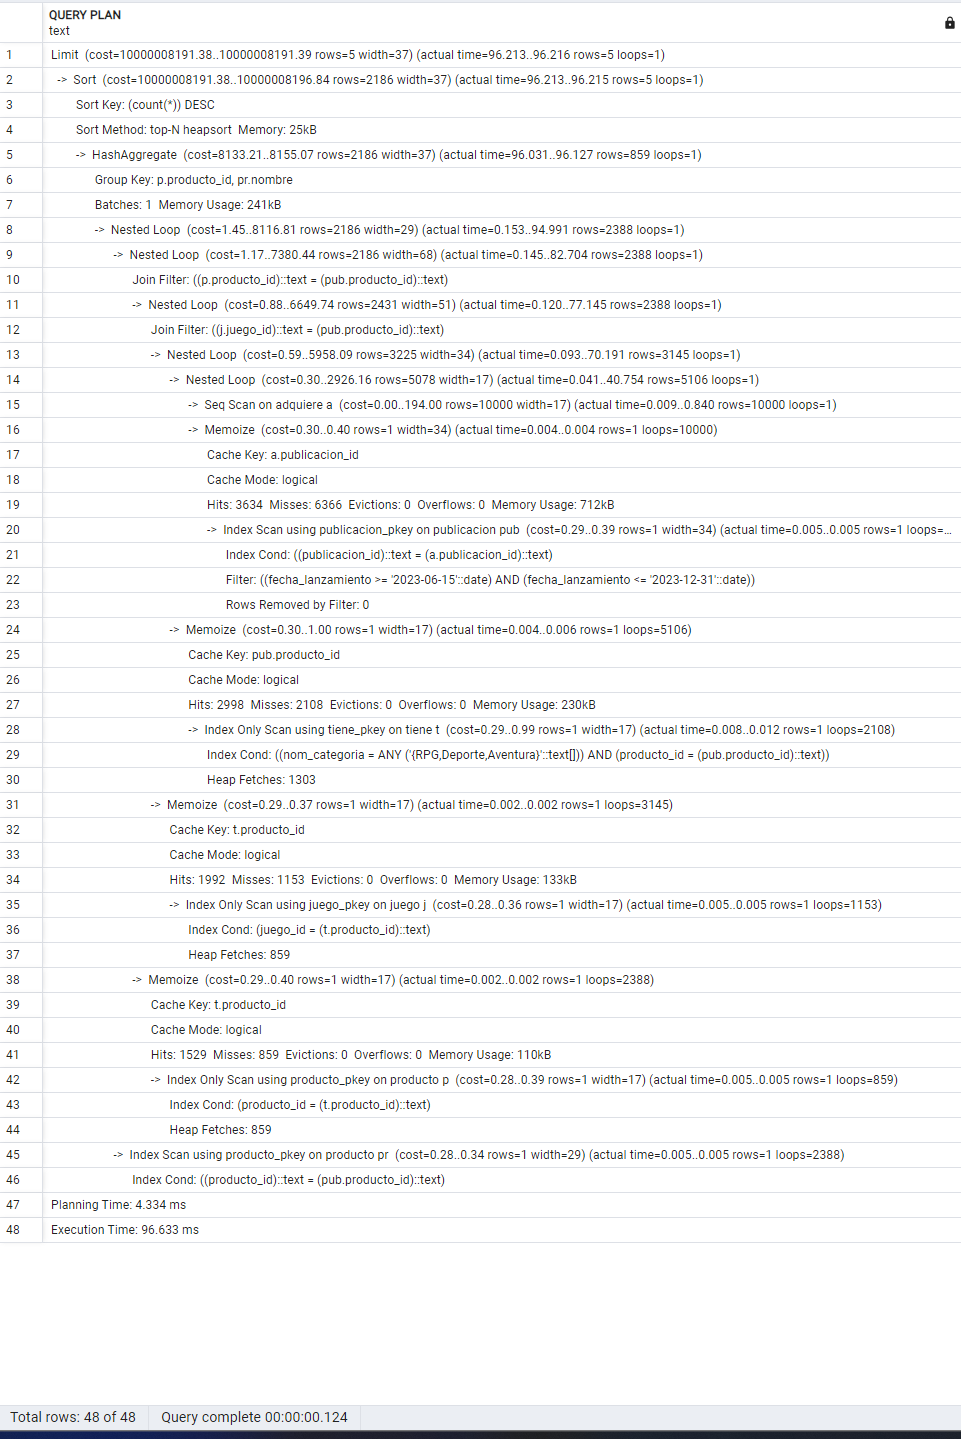 QUERY PLAN
text
1 Limit (cost=10000008191.38..10000008191.39 rows=5 width=37) (actual time=96.213..96.216 rows=5 loops=1)
2 -> Sort (cost=10000008191.38..10000008196.84 rows=2186 width=37) (actual time=96.213..96.215 rows=5 loops=1)
3 Sort Key: (count(*)) DESC
4 Sort Method: top-N heapsort Memory: 25kB
5 -> HashAggregate (cost=8133.21..8155.07 rows=2186 width=37) (actual time=96.031..96.127 rows=859 loops=1)
6 Group Key: p.producto_id, pr.nombre
7 Batches: 1 Memory Usage: 241kB
8 -> Nested Loop (cost=1.45..8116.81 rows=2186 width=29) (actual time=0.153..94.991 rows=2388 loops=1)
9 -> Nested Loop (cost=1.17..7380.44 rows=2186 width=68) (actual time=0.145..82.704 rows=2388 loops=1)
10 Join Filter: ((p.producto_id)::text = (pub.producto_id)::text)
11 -> Nested Loop (cost=0.88..6649.74 rows=2431 width=51) (actual time=0.120..77.145 rows=2388 loops=1)
12 Join Filter: ((j.juego_id)::text = (pub.producto_id)::text)
13 -> Nested Loop (cost=0.59..5958.09 rows=3225 width=34) (actual time=0.093..70.191 rows=3145 loops=1)
14 -> Nested Loop (cost=0.30..2926.16 rows=5078 width=17) (actual time=0.041..40.754 rows=5106 loops=1)
15 -> Seq Scan on adquiere a (cost=0.00..194.00 rows=10000 width=17) (actual time=0.009..0.840 rows=10000 loops=1)
16 -> Memoize (cost=0.30..0.40 rows=1 width=34) (actual time=0.004..0.004 rows=1 loops=10000)
17 Cache Key: a.publicacion_id
18 Cache Mode: logical
19 Hits: 3634 Misses: 6366 Evictions: 0 Overflows: 0 Memory Usage: 712kB
20 -> Index Scan using publicacion_pkey on publicacion pub (cost=0.29..0.39 rows=1 width=34) (actual time=0.005..0.005 rows=1 loops=...
21 Index Cond: ((publicacion_id)::text = (a.publicacion_id)::text)
22 Filter: ((fecha_lanzamiento >= '2023-06-15'::date) AND (fecha_lanzamiento <= '2023-12-31'::date))
23 Rows Removed by Filter: 0
24 -> Memoize (cost=0.30..1.00 rows=1 width=17) (actual time=0.004..0.006 rows=1 loops=5106)
25 Cache Key: pub.producto_id
26 Cache Mode: logical
27 Hits: 2998 Misses: 2108 Evictions: 0 Overflows: 0 Memory Usage: 230kB
28 -> Index Only Scan using tiene_pkey on tiene t (cost=0.29..0.99 rows=1 width=17) (actual time=0.008..0.012 rows=1 loops=2108)
29 Index Cond: ((nom_categoria = ANY ('{RPG,Deporte,Aventura}'::text[])) AND (producto_id = (pub.producto_id)::text))
30 Heap Fetches: 1303
31 -> Memoize (cost=0.29..0.37 rows=1 width=17) (actual time=0.002..0.002 rows=1 loops=3145)
32 Cache Key: t.producto_id
33 Cache Mode: logical
34 Hits: 1992 Misses: 1153 Evictions: 0 Overflows: 0 Memory Usage: 133kB
35 -> Index Only Scan using juego_pkey on juego j (cost=0.28..0.36 rows=1 width=17) (actual time=0.005..0.005 rows=1 loops=1153)
36 Index Cond: (juego_id = (t.producto_id)::text)
37 Heap Fetches: 859
38 -> Memoize (cost=0.29..0.40 rows=1 width=17) (actual time=0.002..0.002 rows=1 loops=2388)
39 Cache Key: t.producto_id
40 Cache Mode: logical
41 Hits: 1529 Misses: 859 Evictions: 0 Overflows: 0 Memory Usage: 110kB
42 -> Index Only Scan using producto_pkey on producto p (cost=0.28..0.39 rows=1 width=17) (actual time=0.005..0.005 rows=1 loops=859)
43 Index Cond: (producto_id = (t.producto_id)::text)
44 Heap Fetches: 859
45 -> Index Scan using producto_pkey on producto pr (cost=0.28..0.34 rows=1 width=29) (actual time=0.005..0.005 rows=1 loops=2388)
46 Index Cond: ((producto_id)::text = (pub.producto_id)::text)
47 Planning Time: 4.334 ms
48 Execution Time: 96.633 ms
Total rows: 48 of 48 Query complete 00:00:00.124